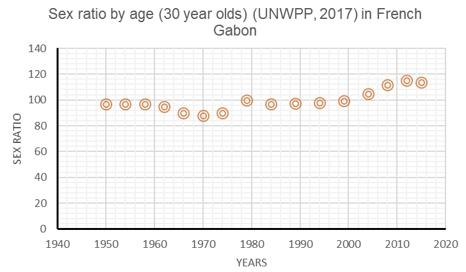 Sex ratio by age (30 year olds) (UNWPP, 2017) in French
Gabon
140
120
100
80
60
40
20
0
SEX RATIO
1940 1950 1960 1970 1980 1990 2000 2010 2020
YEARS